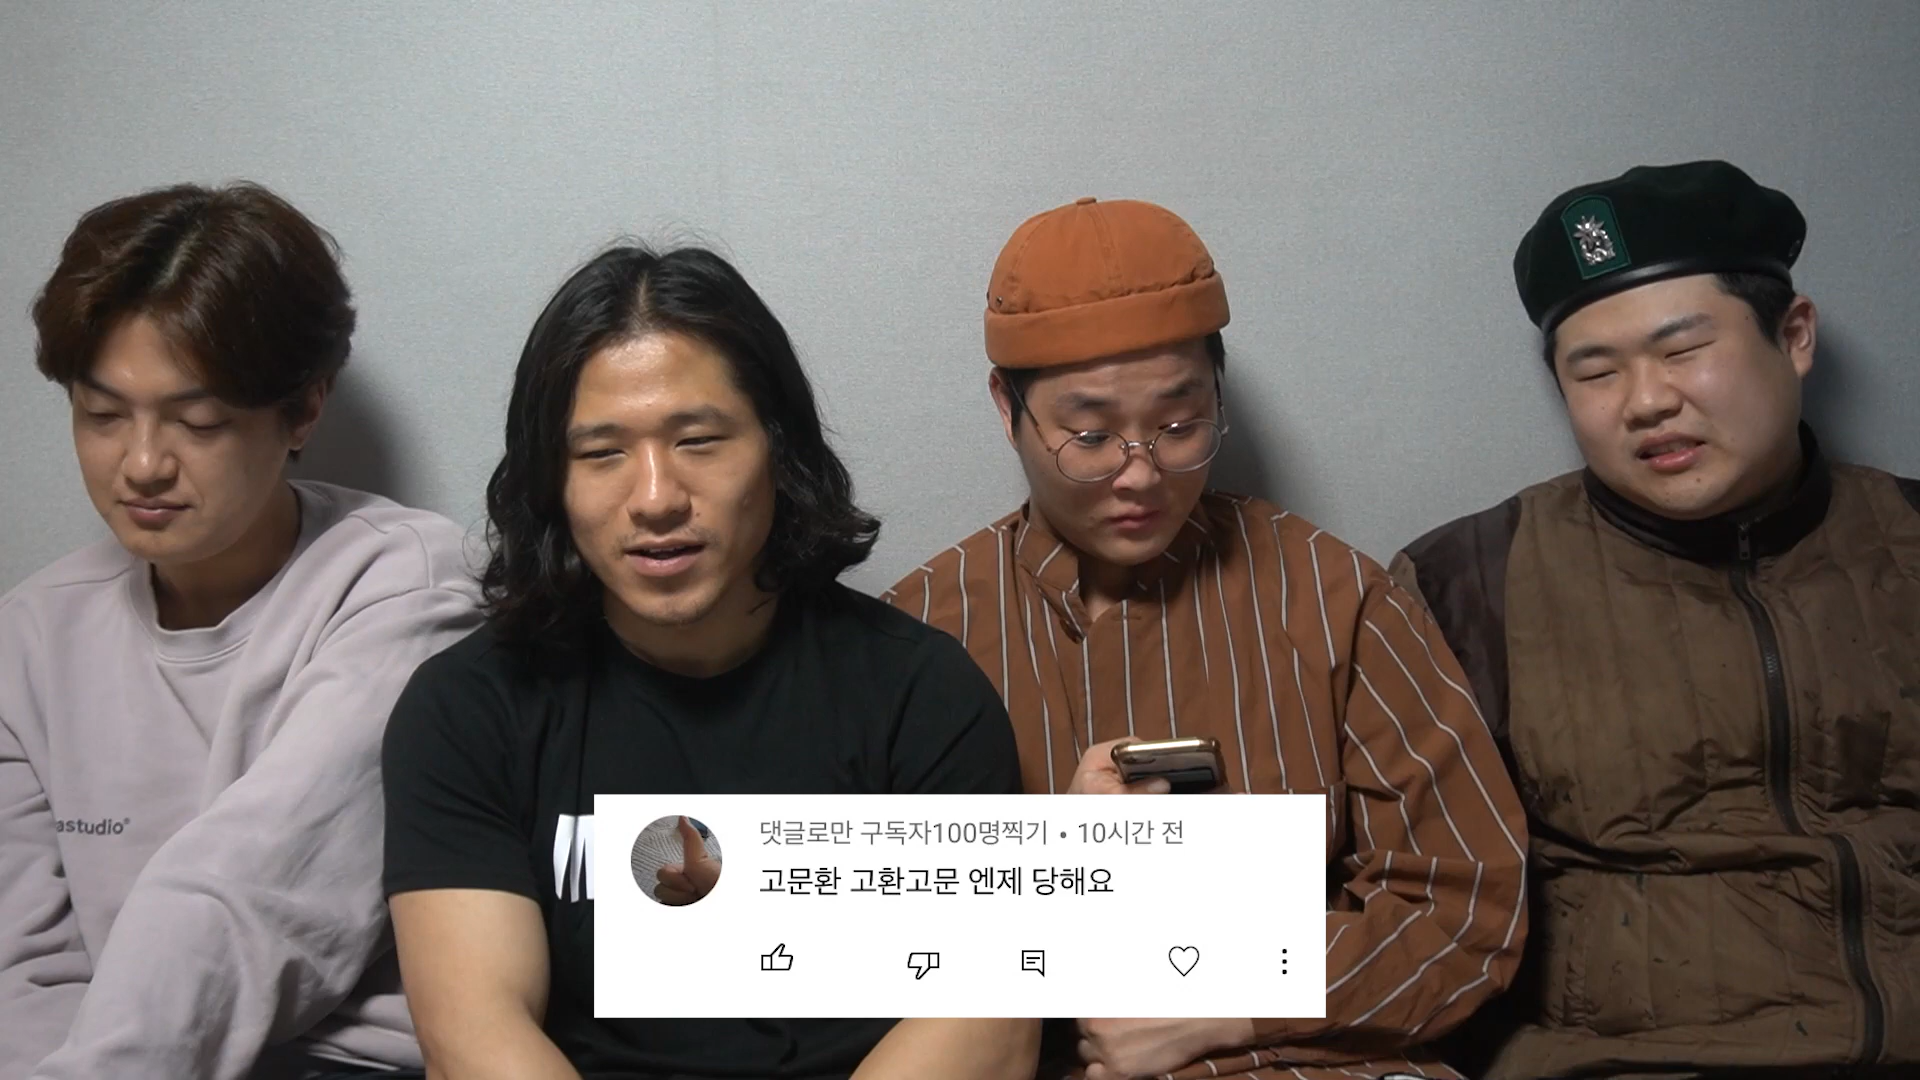 astudio®
댓글로만 구독자100명찍기 • 10시간 전
고문환 고환고문 엔제 당해요